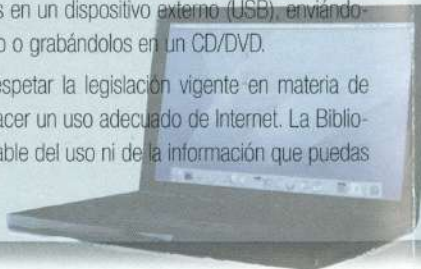 s en un dispositivo externo (USB), enviándo-
o o grabándolos en un CD/DVD.
espetar la legislación vigente en materia de
acer un uso adecuado de Internet. La Biblio-
able del uso ni de la información que puedas